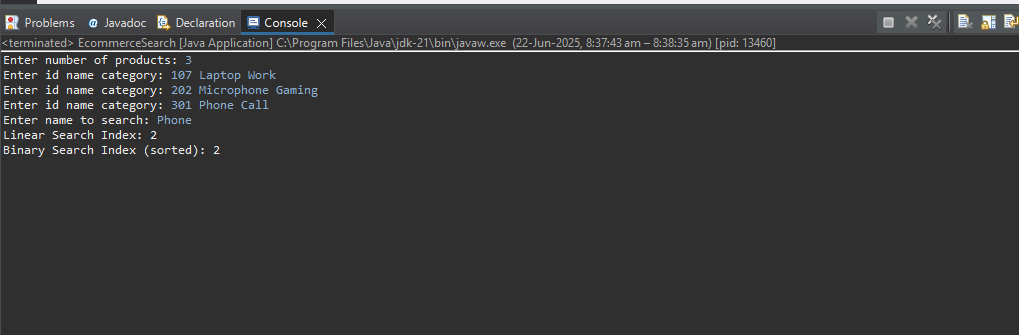 Problems @ Javadoc Declaration Console
<terminated> EcommerceSearch [Java Application] C:\Program Files\Java\jdk-21\bin\javaw.exe (22-Jun-2025, 8:37:43 am – 8:38:35 am) [pid: 13460]
Enter number of products: 3
Enter id name category: 107 Laptop Work
Enter id name category: 202 Microphone Gaming
Enter id name category: 301 Phone Call
Enter name to search: Phone
Linear Search Index: 2
Binary Search Index (sorted): 2